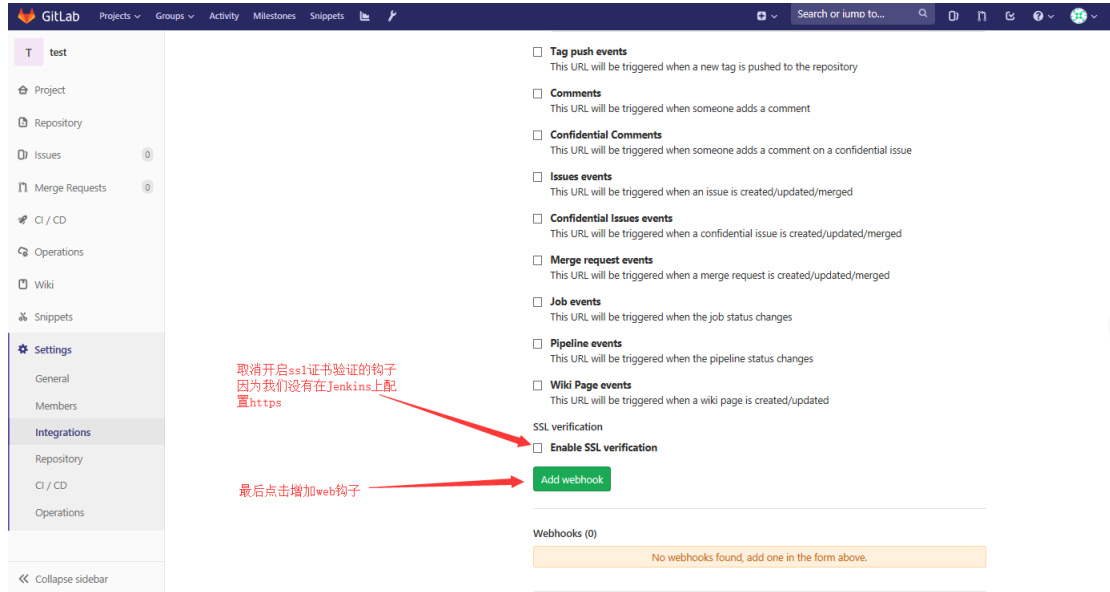 GitLab Projects Groups Activity Milestones Snippets Search or jump to...
T test
Project
Repository
Issues 0
Merge Requests 0
CI / CD
Operations
Wiki
Snippets
Settings
General
Members
Integrations
Repository
CI / CD
Operations
Collapse sidebar
Tag push events
This URL will be triggered when a new tag is pushed to the repository
Comments
This URL will be triggered when someone adds a comment
Confidential Comments
This URL will be triggered when someone adds a comment on a confidential issue
Issues events
This URL will be triggered when an issue is created/updated/merged
Confidential Issues events
This URL will be triggered when a confidential issue is created/updated/merged
Merge request events
This URL will be triggered when a merge request is created/updated/merged
Job events
This URL will be triggered when the job status changes
Pipeline events
This URL will be triggered when the pipeline status changes
Wiki Page events
This URL will be triggered when a wiki page is created/updated
取消开启ssl证书验证的钩子
因为我们没有在Jenkins上配
置https
SSL verification
Enable SSL verification
最后点击增加web钩子
Add webhook
Webhooks (0)
No webhooks found, add one in the form above.